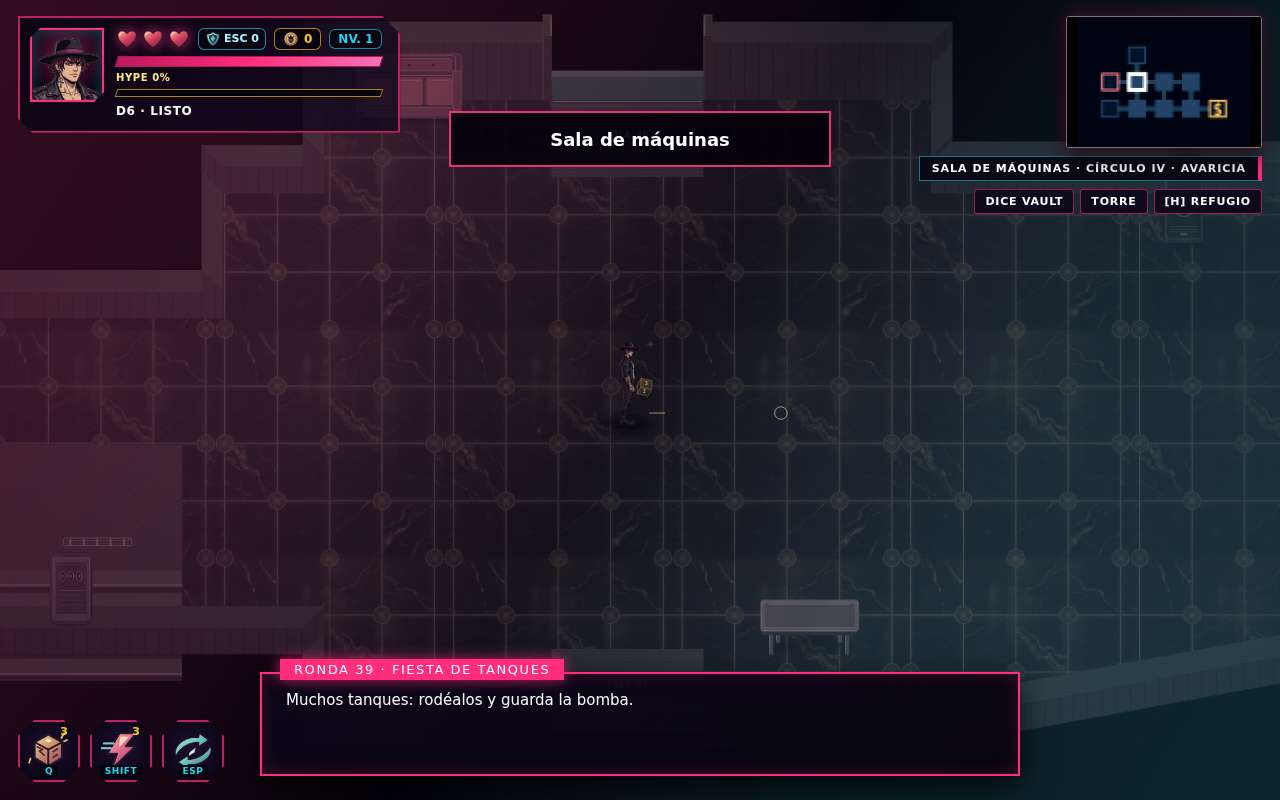 ESC 0
0
NV. 1
HYPE 0%
D6 · LISTO
Sala de máquinas
$
SALA DE MÁQUINAS · CÍRCULO IV · AVARICIA
DICE VAULT
TORRE
[H] REFUGIO
RONDA 39 · FIESTA DE TANQUES
Muchos tanques: rodéalos y guarda la bomba.
3
Q
3
SHIFT
ESP